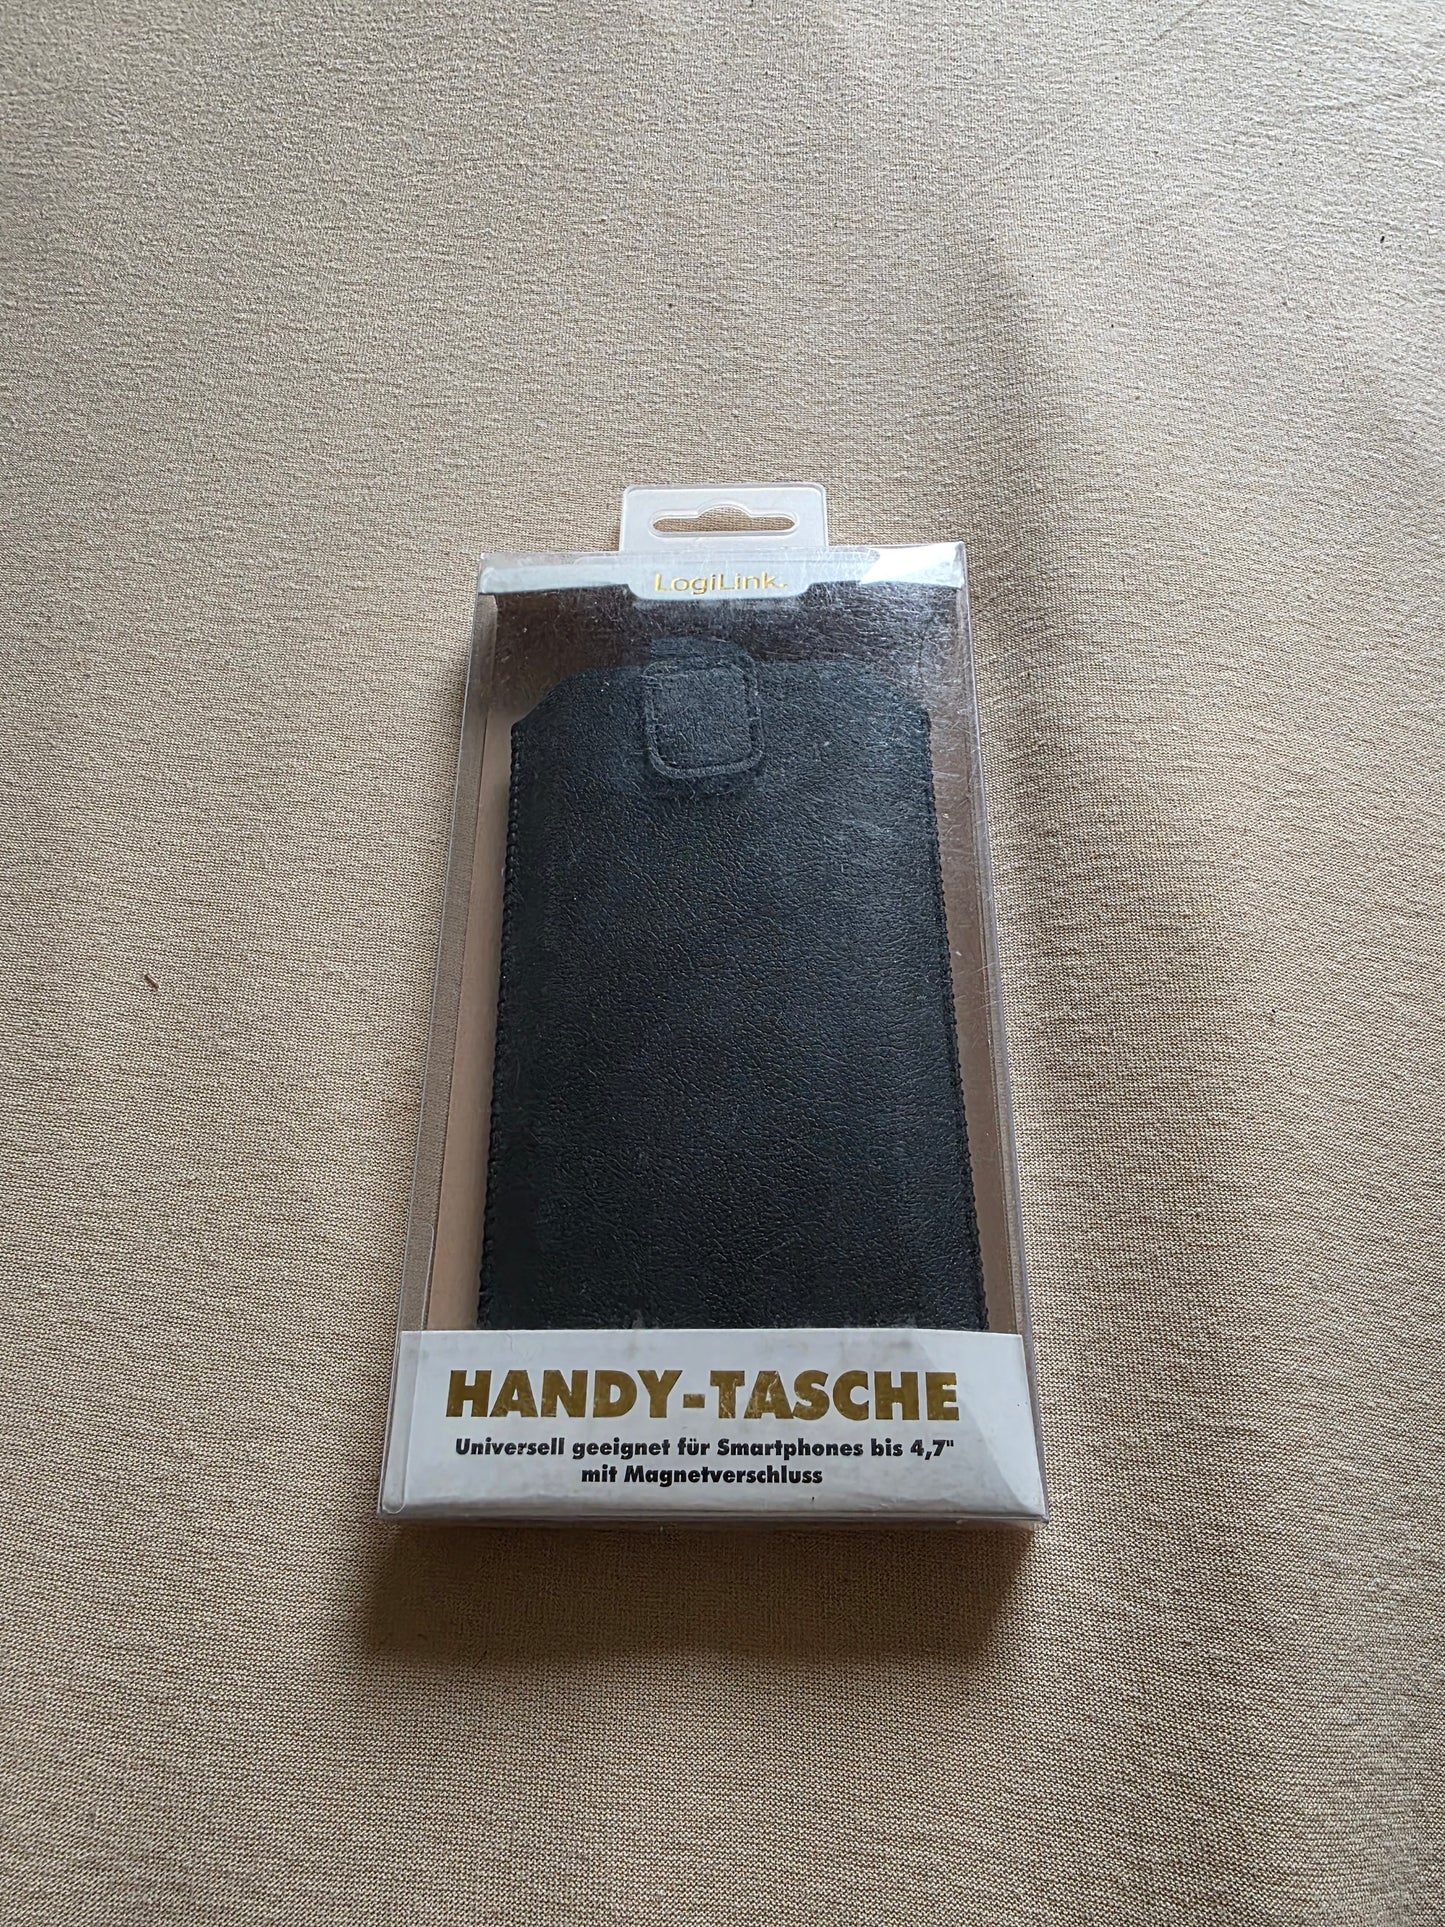 LogiLink.
HANDY-TASCHE
Universell geeignet für Smartphones bis 4,7"
mit Magnetverschluss